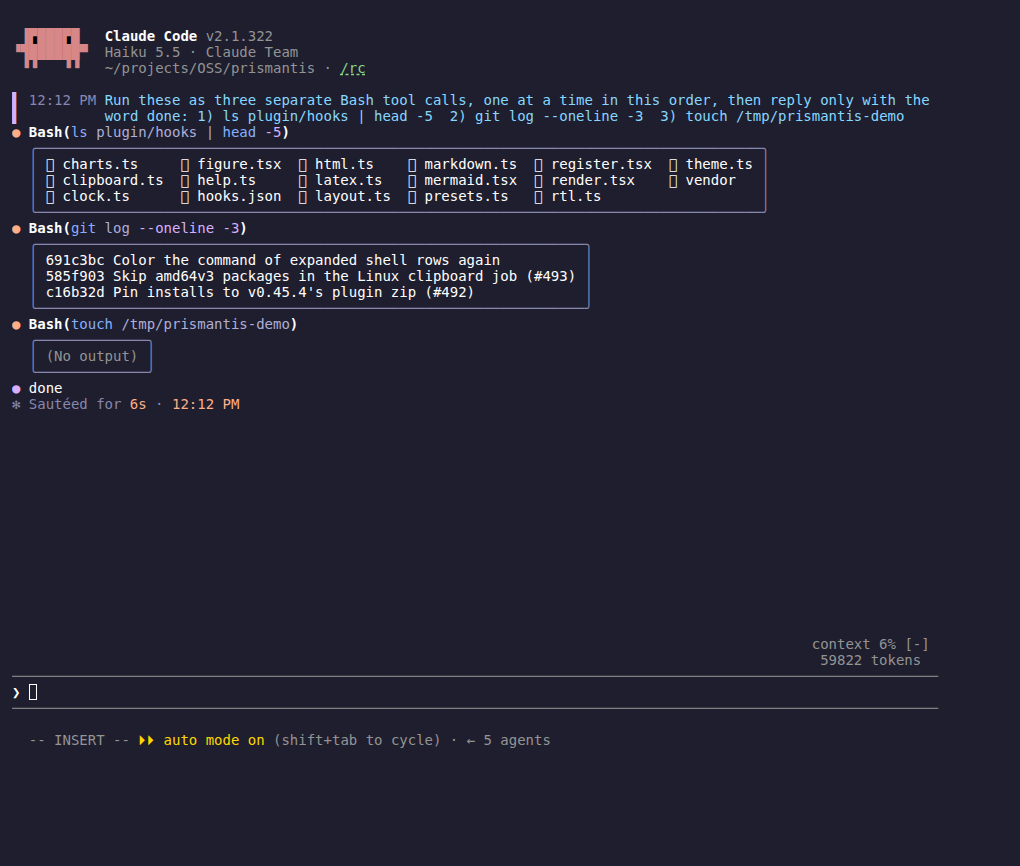 Claude Code v2.1.322
Haiku 5.5 · Claude Team
~/projects/OSS/prismantis · /rc
12:12 PM Run these as three separate Bash tool calls, one at a time in this order, then reply only with the
word done: 1) ls plugin/hooks | head -5  2) git log --oneline -3  3) touch /tmp/prismantis-demo
● Bash(ls plugin/hooks | head -5)
charts.ts figure.tsx html.ts markdown.ts register.tsx theme.ts
clipboard.ts help.ts latex.ts mermaid.tsx render.tsx vendor
clock.ts hooks.json layout.ts presets.ts rtl.ts
● Bash(git log --oneline -3)
691c3bc Color the command of expanded shell rows again
585f903 Skip amd64v3 packages in the Linux clipboard job (#493)
c16b32d Pin installs to v0.45.4's plugin zip (#492)
● Bash(touch /tmp/prismantis-demo)
(No output)
● done
✻ Sautéed for 6s · 12:12 PM
context 6% [-]
59822 tokens
❯
-- INSERT -- ⏵⏵ auto mode on (shift+tab to cycle) · ← 5 agents